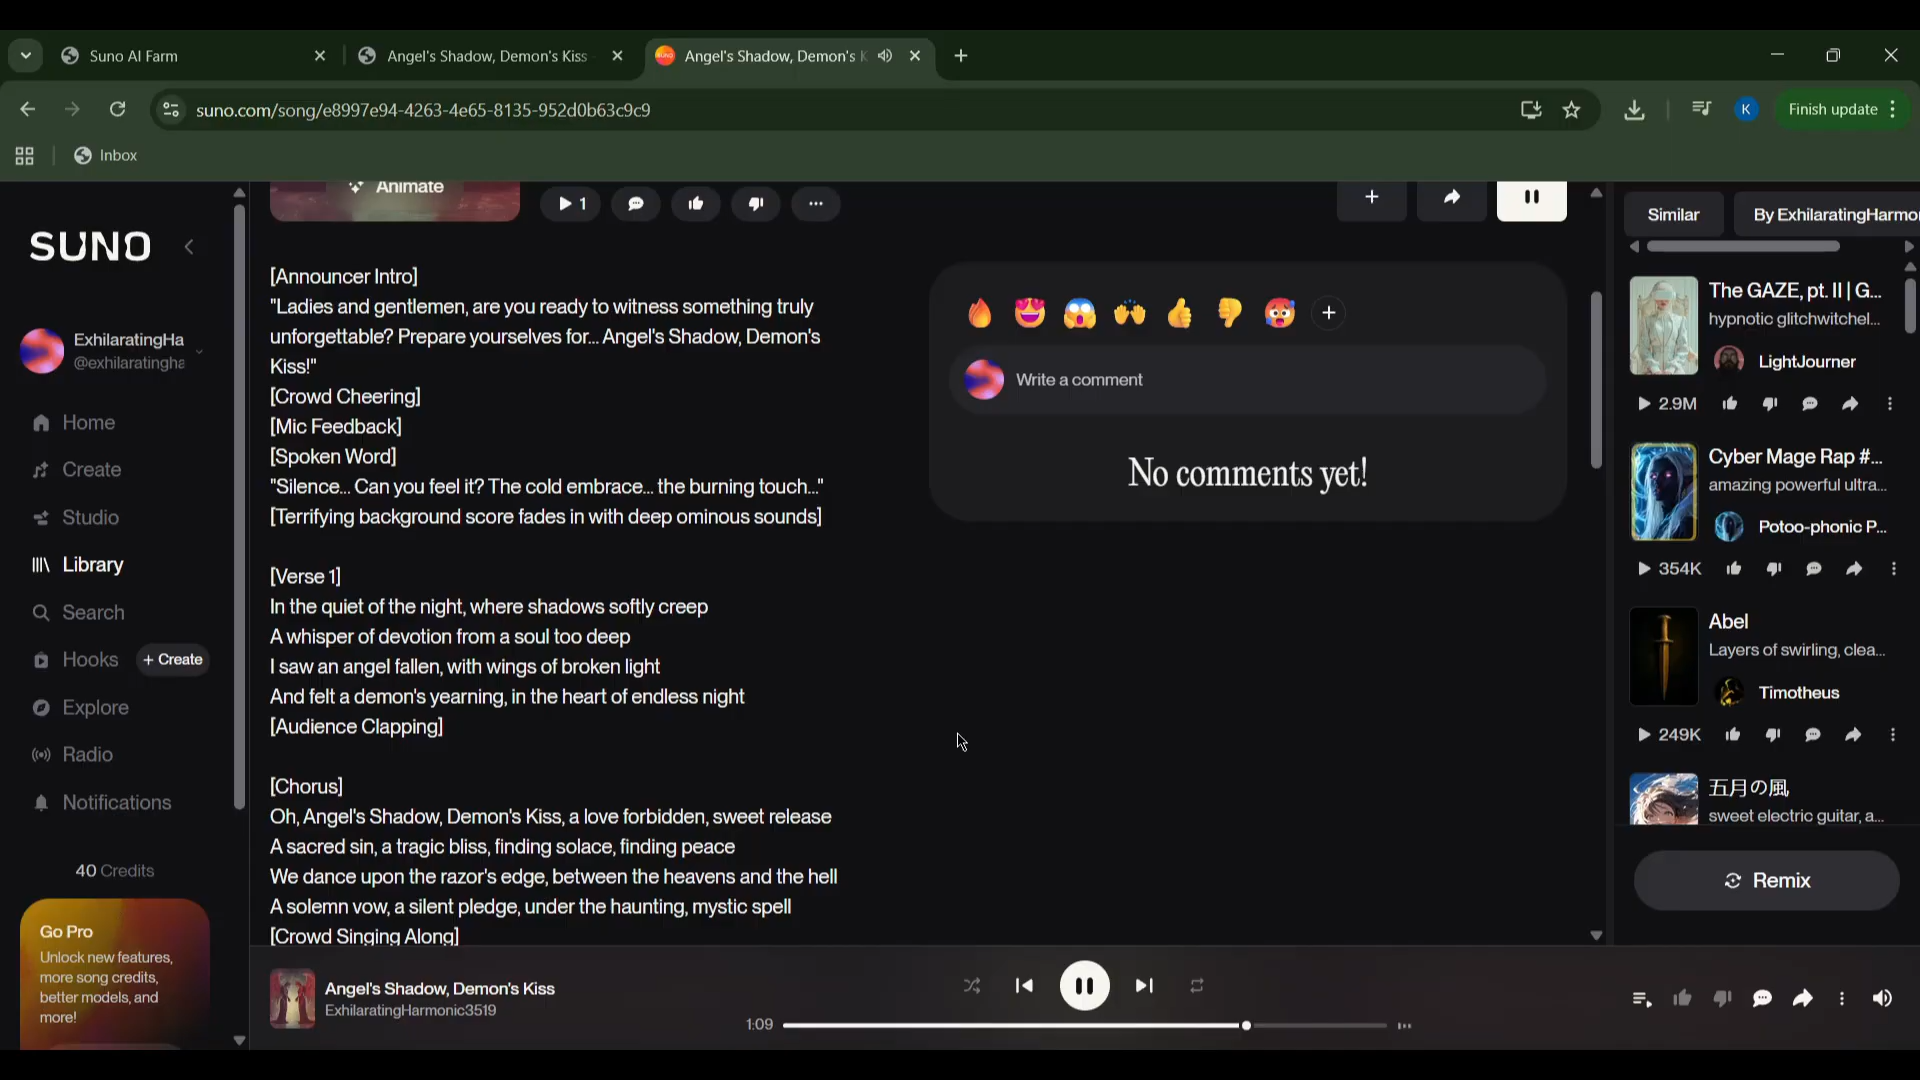 Suno AI Farm
Angel's Shadow, Demon's Kiss
Angel's Shadow, Demon's K
suno.com/song/e8997e94-4263-4e65-8135-952d0b63c9c9
K
Finish update
Inbox
SUNO
ExhilaratingHa
@exhilaratingha
Home
Create
Studio
Library
Search
Hooks
+ Create
Explore
Radio
Notifications
40 Credits
Go Pro
Unlock new features,
more song credits,
better models, and
more!
Animate
1
[Announcer Intro]
"Ladies and gentlemen, are you ready to witness something truly
unforgettable? Prepare yourselves for... Angel's Shadow, Demon's
Kiss!"
[Crowd Cheering]
[Mic Feedback]
[Spoken Word]
"Silence... Can you feel it? The cold embrace... the burning touch..."
[Terrifying background score fades in with deep ominous sounds]
[Verse 1]
In the quiet of the night, where shadows softly creep
A whisper of devotion from a soul too deep
I saw an angel fallen, with wings of broken light
And felt a demon's yearning, in the heart of endless night
[Audience Clapping]
[Chorus]
Oh, Angel's Shadow, Demon's Kiss, a love forbidden, sweet release
A sacred sin, a tragic bliss, finding solace, finding peace
We dance upon the razor's edge, between the heavens and the hell
A solemn vow, a silent pledge, under the haunting, mystic spell
[Crowd Singing Along]
Write a comment
No comments yet!
Similar
By ExhilaratingHarmo
The GAZE, pt. II | G...
hypnotic glitchwitchel...
LightJourner
2.9M
Cyber Mage Rap #...
amazing powerful ultra...
Potoo-phonic P...
354K
Abel
Layers of swirling, clea...
Timotheus
249K
五月の風
sweet electric guitar, a...
Remix
Angel's Shadow, Demon's Kiss
ExhilaratingHarmonic3519
1:09